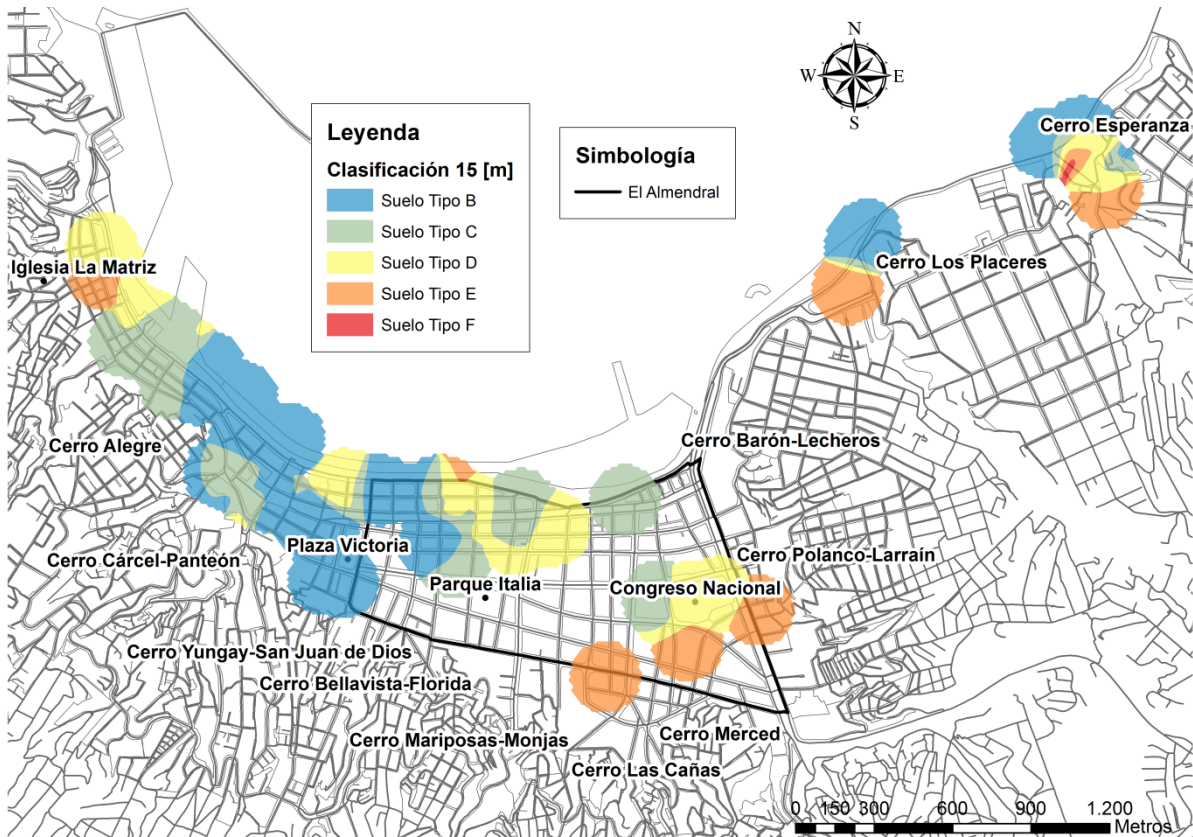 N
W
E
S
Leyenda
Clasificación 15 [m]
Suelo Tipo B
Suelo Tipo C
Suelo Tipo D
Suelo Tipo E
Suelo Tipo F
Simbología
El Almendral
Cerro Esperanza
Iglesia La Matriz
Cerro Los Placeres
Cerro Alegre
Cerro Barón-Lecheros
Plaza Victoria
Cerro Cárcel-Panteón
Cerro Polanco-Larraín
Parque Italia
Congreso Nacional
Cerro Yungay-San Juan de Dios
Cerro Bellavista-Florida
Cerro Mariposas-Monjas
Cerro Merced
Cerro Las Cañas
0 150 300 600 900 1.200
Metros